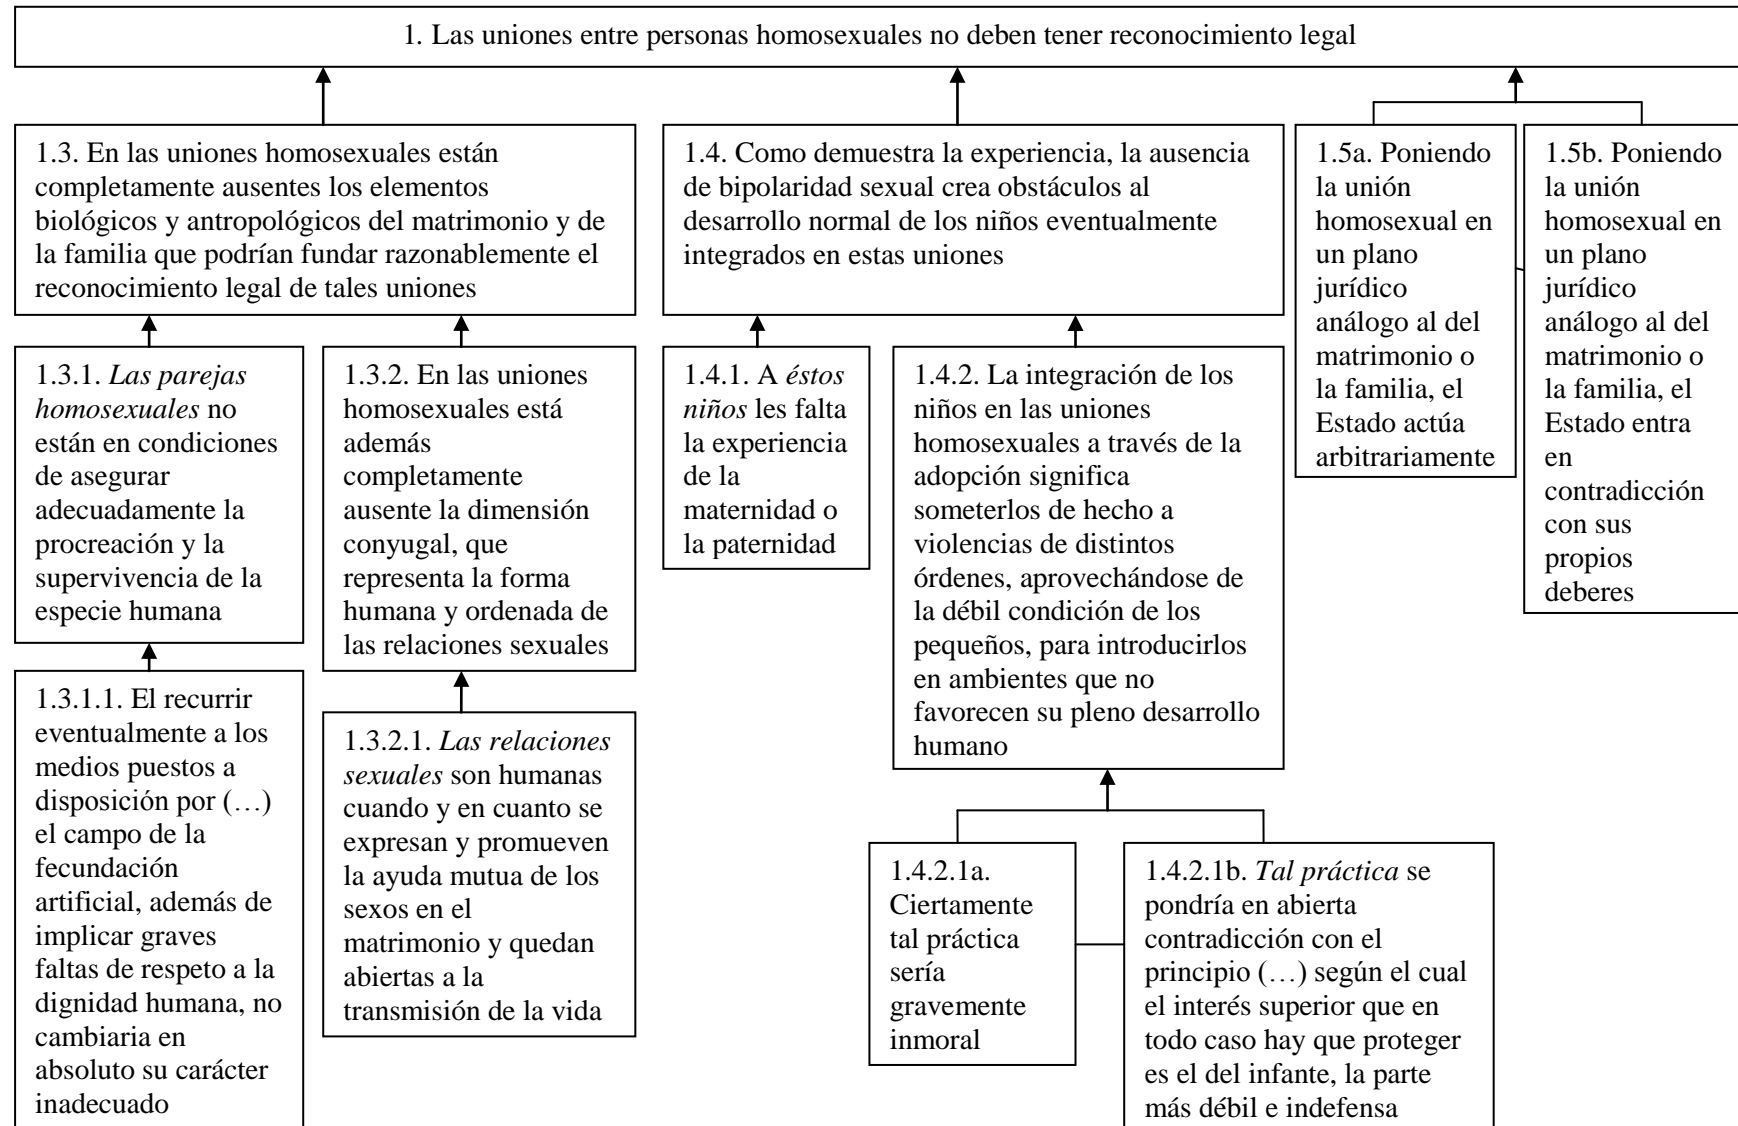 1. Las uniones entre personas homosexuales no deben tener reconocimiento legal
1.3. En las uniones homosexuales están
completamente ausentes los elementos
biológicos y antropológicos del matrimonio y de
la familia que podrían fundar razonablemente el
reconocimiento legal de tales uniones
1.4. Como demuestra la experiencia, la ausencia
de bipolaridad sexual crea obstáculos al
desarrollo normal de los niños eventualmente
integrados en estas uniones
1.5a. Poniendo
la unión
homosexual en
un plano
jurídico
análogo al del
matrimonio o
la familia, el
Estado actúa
arbitrariamente
1.5b. Poniendo
la unión
homosexual en
un plano
jurídico
análogo al del
matrimonio o
la familia, el
Estado entra
en
contradicción
con sus
propios
deberes
1.3.1. Las parejas
homosexuales no
están en condiciones
de asegurar
adecuadamente la
procreación y la
supervivencia de la
especie humana
1.3.2. En las uniones
homosexuales está
además
completamente
ausente la dimensión
conyugal, que
representa la forma
humana y ordenada de
las relaciones sexuales
1.4.1. A éstos
niños les falta
la experiencia
de la
maternidad o
la paternidad
1.4.2. La integración de los
niños en las uniones
homosexuales a través de la
adopción significa
someterlos de hecho a
violencias de distintos
órdenes, aprovechándose de
la débil condición de los
pequeños, para introducirlos
en ambientes que no
favorecen su pleno desarrollo
humano
1.3.1.1. El recurrir
eventualmente a los
medios puestos a
disposición por (…)
el campo de la
fecundación
artificial, además de
implicar graves
faltas de respeto a la
dignidad humana, no
cambiaria en
absoluto su carácter
inadecuado
1.3.2.1. Las relaciones
sexuales son humanas
cuando y en cuanto se
expresan y promueven
la ayuda mutua de los
sexos en el
matrimonio y quedan
abiertas a la
transmisión de la vida
1.4.2.1a.
Ciertamente
tal práctica
sería
gravemente
inmoral
1.4.2.1b. Tal práctica se
pondría en abierta
contradicción con el
principio (…) según el cual
el interés superior que en
todo caso hay que proteger
es el del infante, la parte
más débil e indefensa